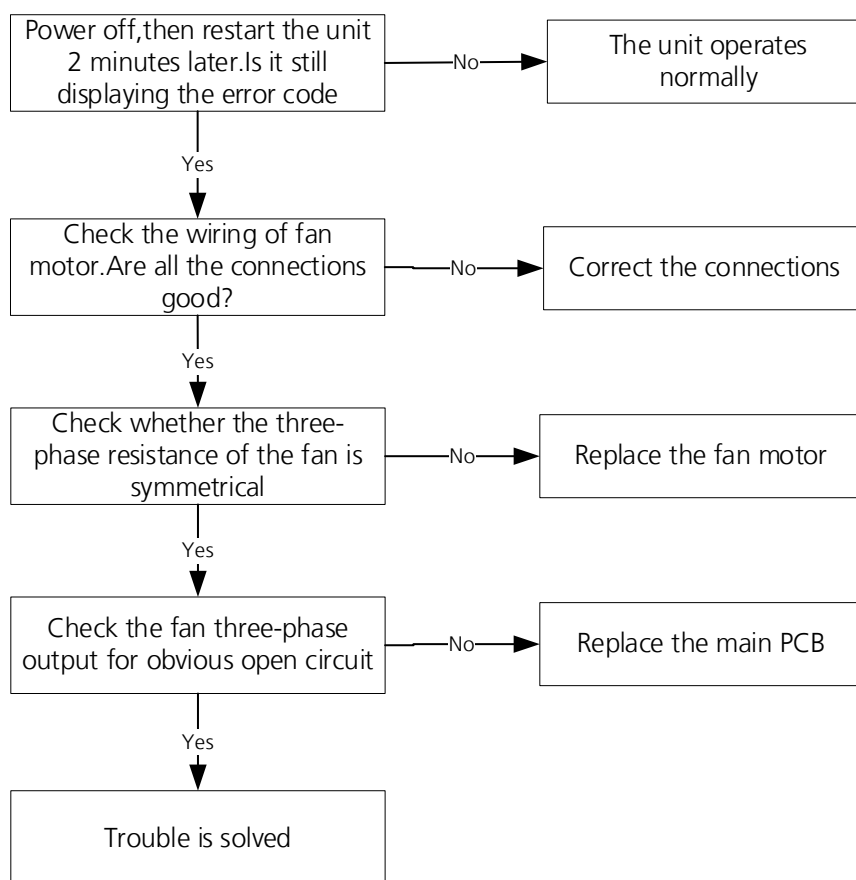 Power off,then restart the unit
2 minutes later.Is it still
displaying the error code
No
The unit operates
normally
Yes
Check the wiring of fan
motor.Are all the connections
good?
No
Correct the connections
Yes
Check whether the three-
phase resistance of the fan is
symmetrical
No
Replace the fan motor
Yes
Check the fan three-phase
output for obvious open circuit
No
Replace the main PCB
Yes
Trouble is solved